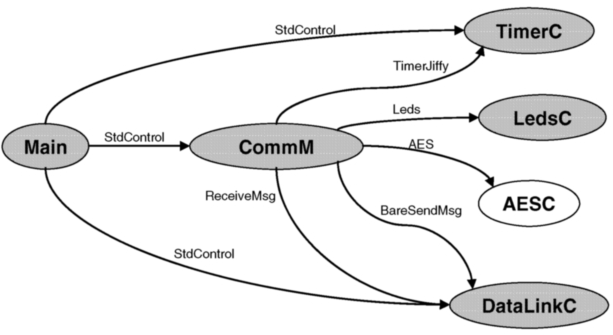 StdControl
TimerC
TimerJiffy
Leds
LedsC
Main
StdControl
CommM
AES
ReceiveMsg
BareSendMsg
AESC
StdControl
DataLinkC